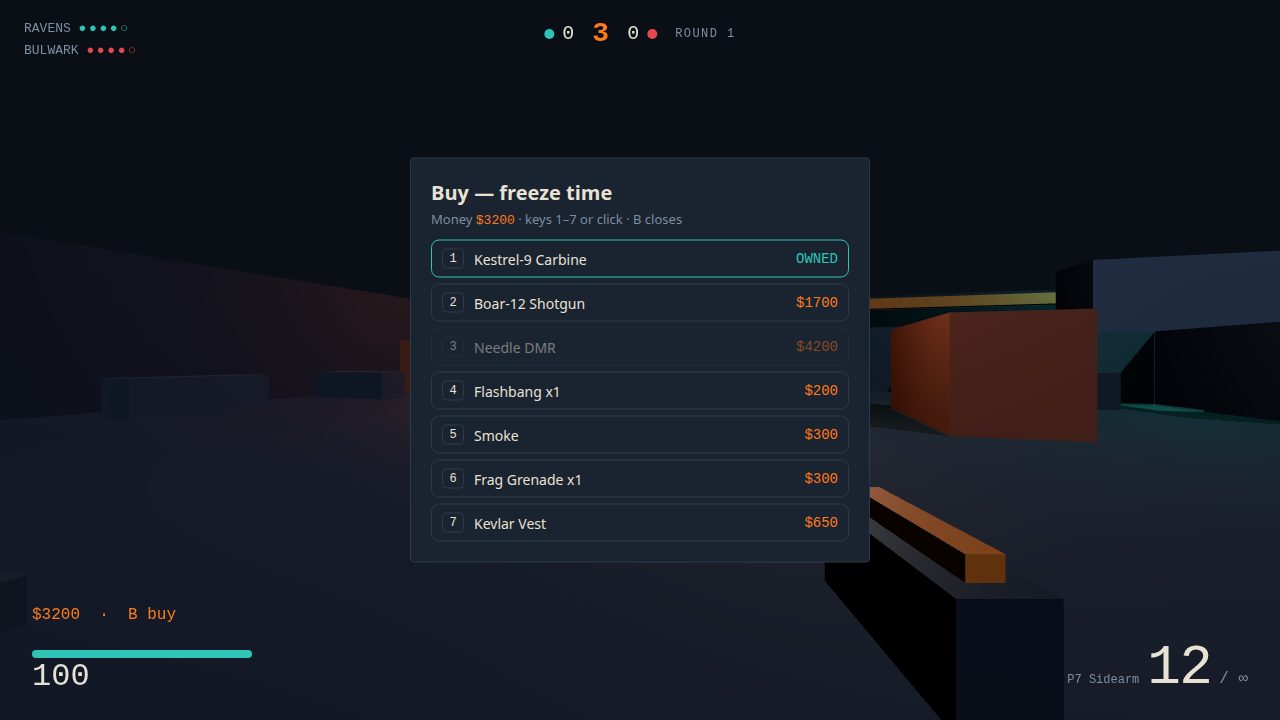 RAVENS ●●●●○
BULWARK ●●●●○
0 3 0 ROUND 1
Buy — freeze time
Money $3200 · keys 1–7 or click · B closes
1 Kestrel-9 Carbine OWNED
2 Boar-12 Shotgun $1700
3 Needle DMR $4200
4 Flashbang x1 $200
5 Smoke $300
6 Frag Grenade x1 $300
7 Kevlar Vest $650
$3200 · B buy
100
P7 Sidearm 12 / ∞